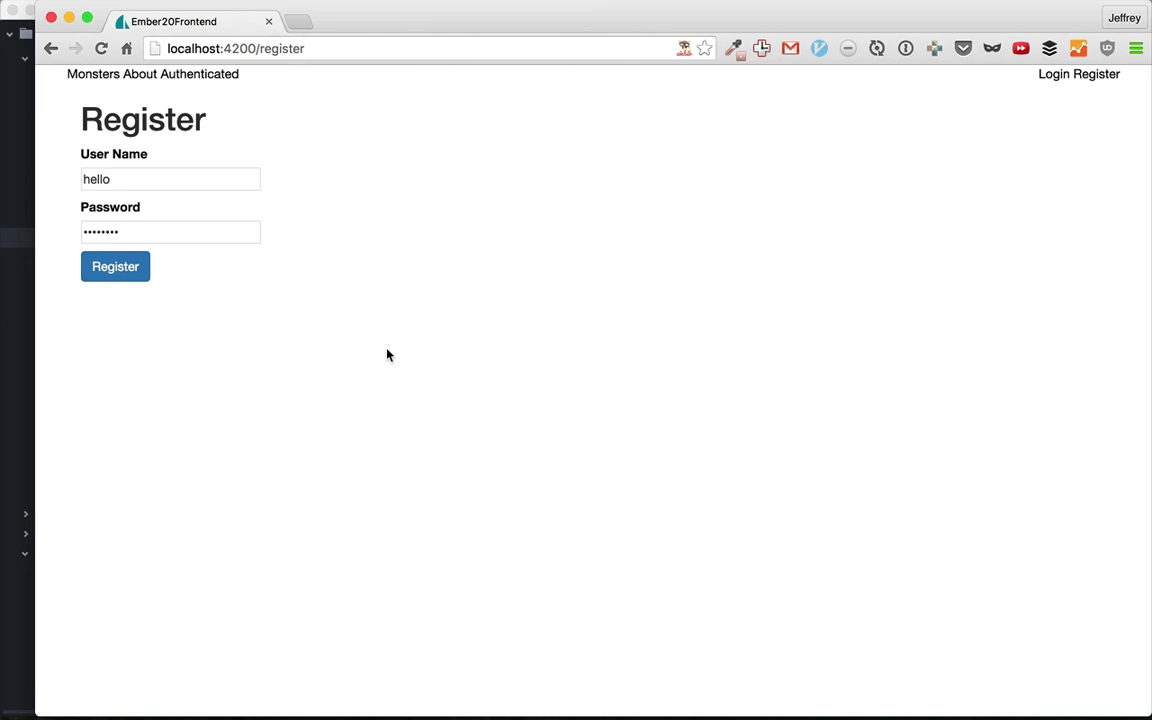 Ember20Frontend
Jeffrey
localhost:4200/register
Monsters About Authenticated
Login Register
Register
User Name
hello
Password
••••••••
Register